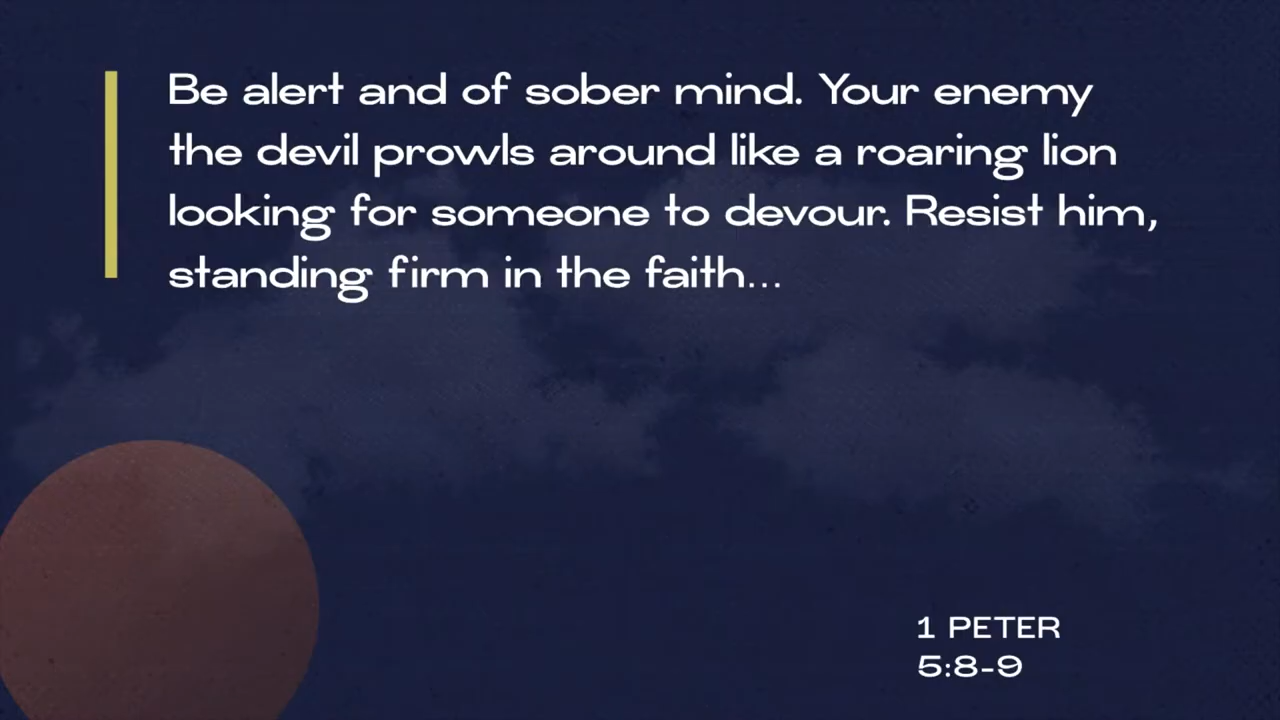 Be alert and of sober mind. Your enemy
the devil prowls around like a roaring lion
looking for someone to devour. Resist him,
standing firm in the faith...
1 PETER
5:8-9